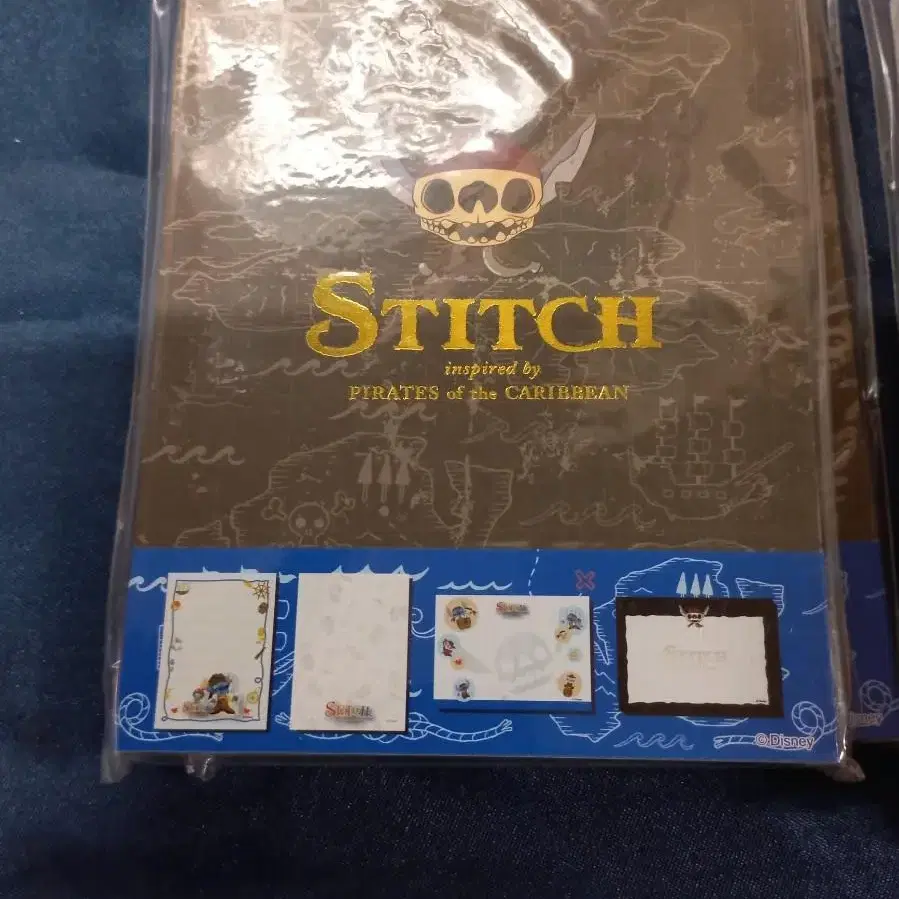 STITCH
inspired by
PIRATES of the CARIBBEAN
Stitch
Stitch
STITCH
©Disney